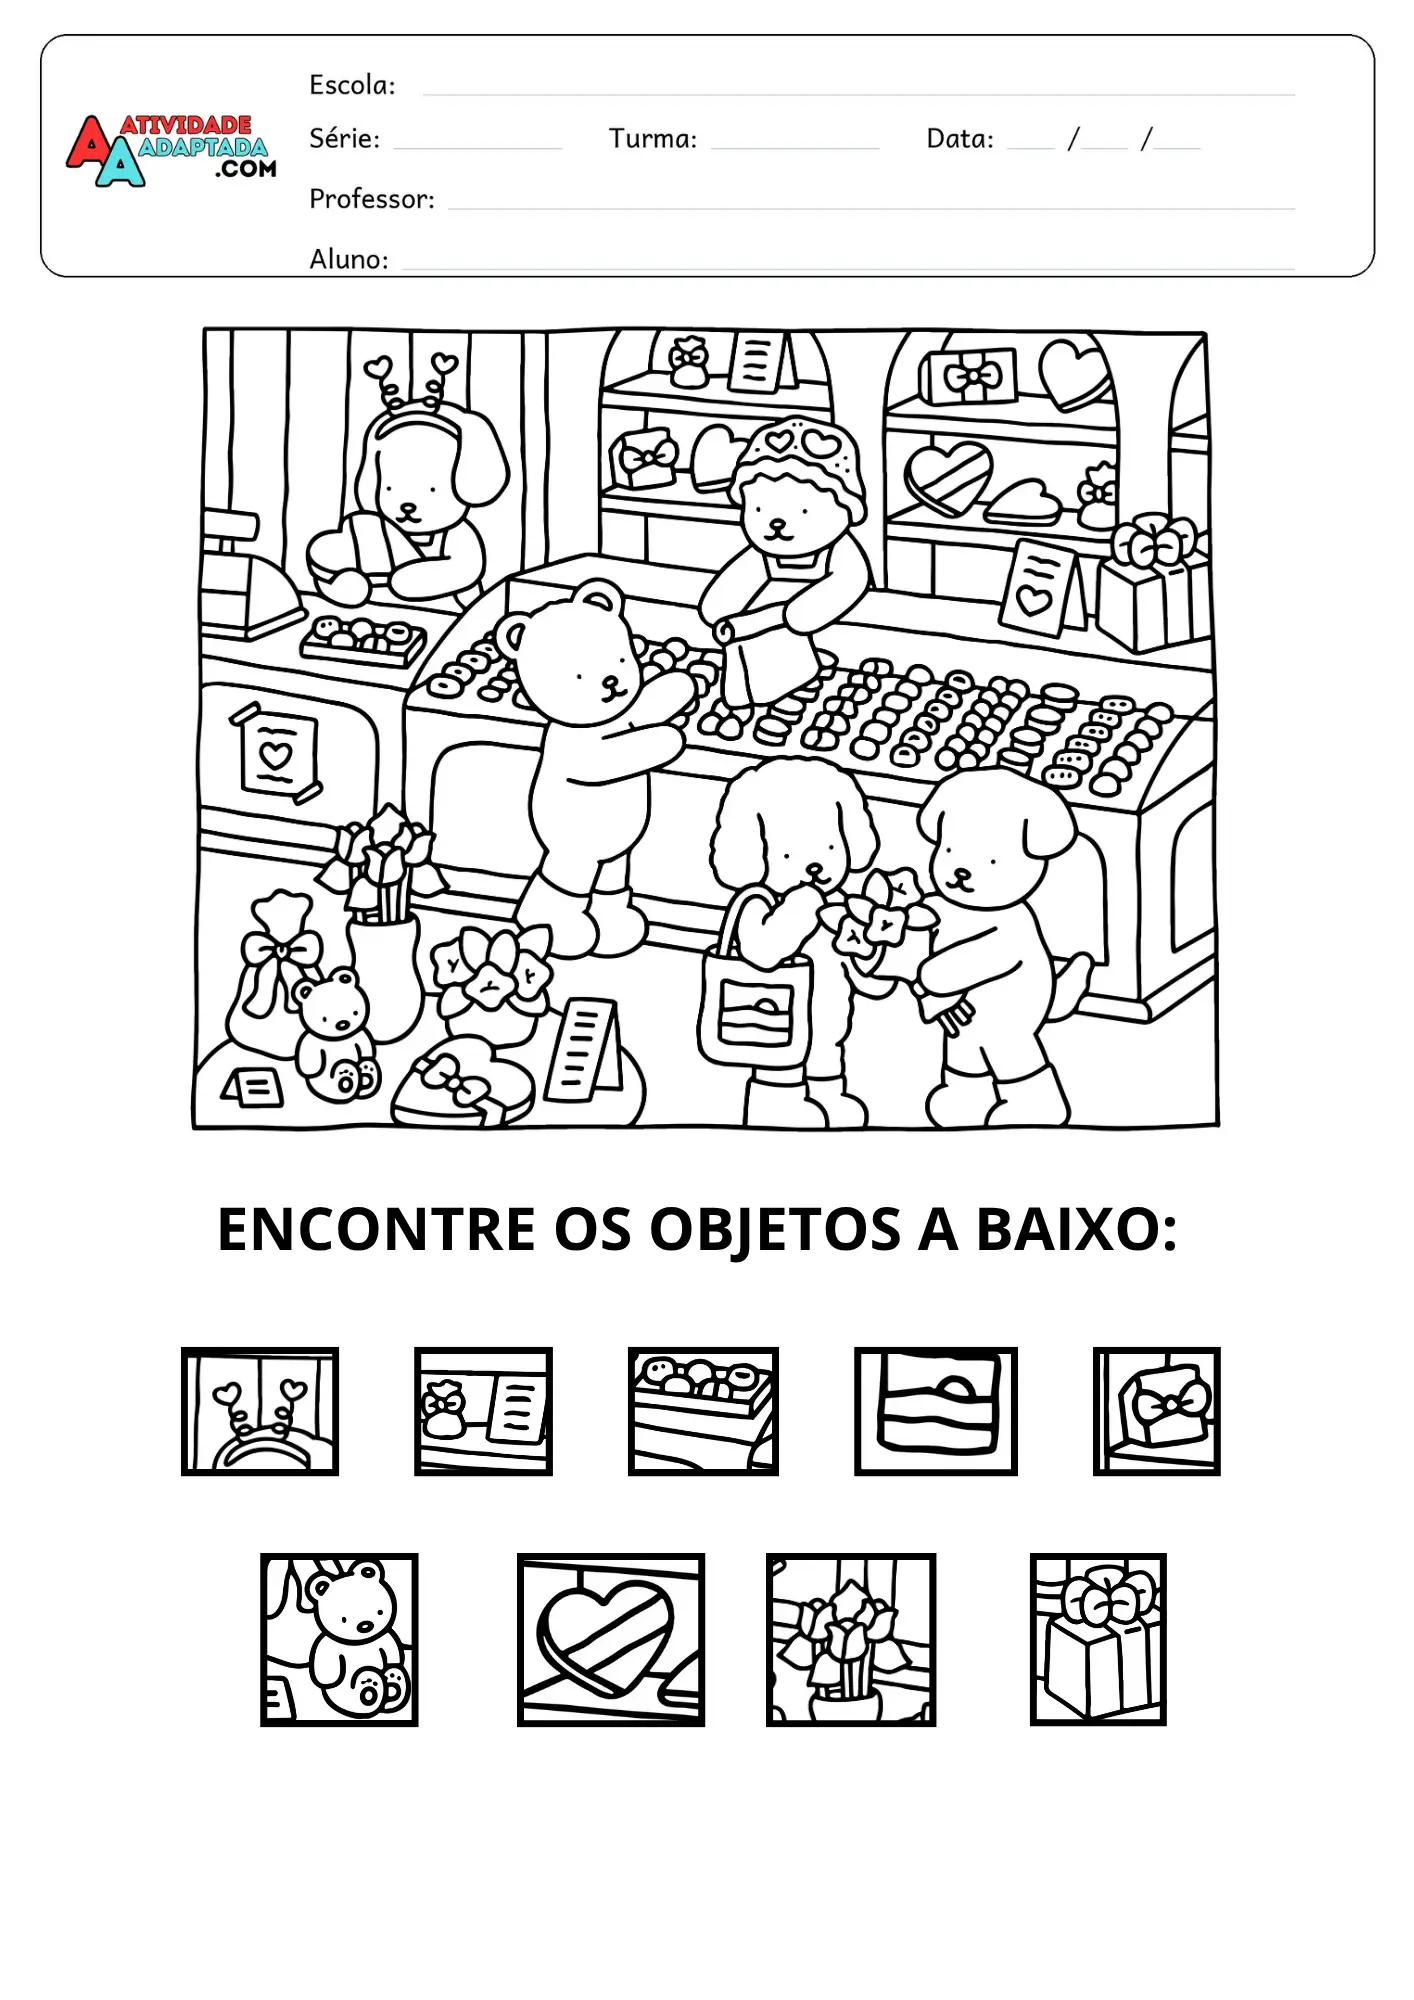 ATIVIDADE
ADAPTADA
.COM
Escola:
Série: Turma: Data: / /
Professor:
Aluno:
ENCONTRE OS OBJETOS A BAIXO: